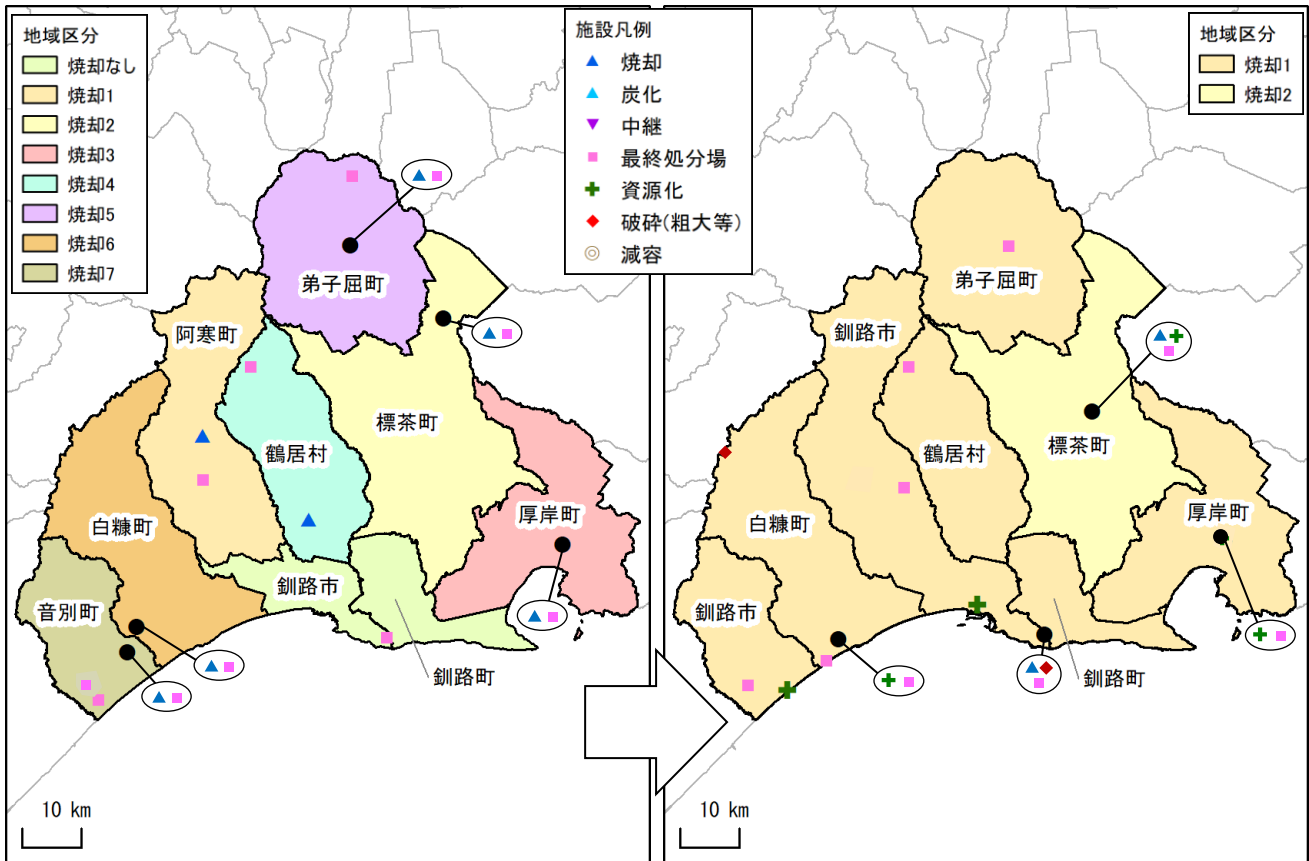 地域区分
焼却なし
焼却1
焼却2
焼却3
焼却4
焼却5
焼却6
焼却7
弟子屈町
阿寒町
標茶町
鶴居村
白糠町
厚岸町
釧路市
音別町
釧路町
10 km
施設凡例
焼却
炭化
中継
最終処分場
資源化
破砕(粗大等)
減容
地域区分
焼却1
焼却2
弟子屈町
釧路市
標茶町
鶴居村
白糠町
厚岸町
釧路市
釧路町
10 km